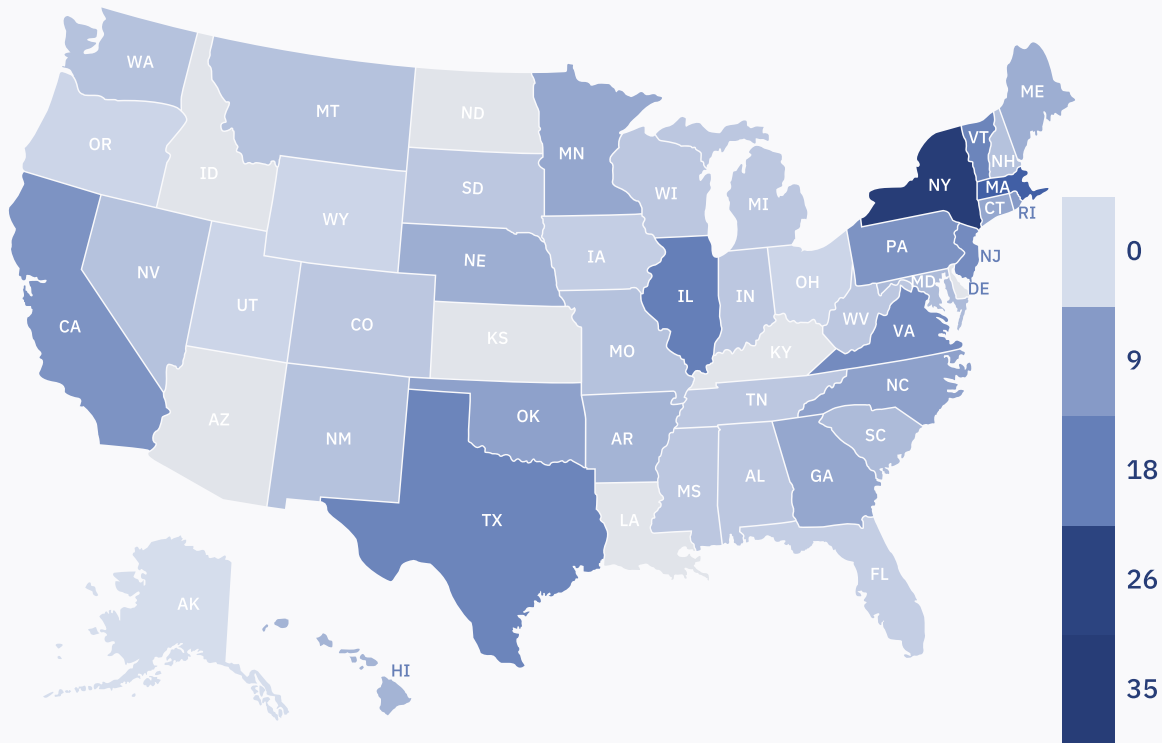 WA
MT
ND
ME
OR
MN
VT
NH
ID
SD
WI
MI
NY
MA
CT
RI
WY
NE
IA
PA
NJ
0
NV
UT
CO
IL
IN
OH
MD
DE
CA
KS
MO
WV
VA
KY
9
AZ
NM
OK
AR
TN
NC
SC
MS
AL
GA
18
TX
LA
FL
26
AK
HI
35